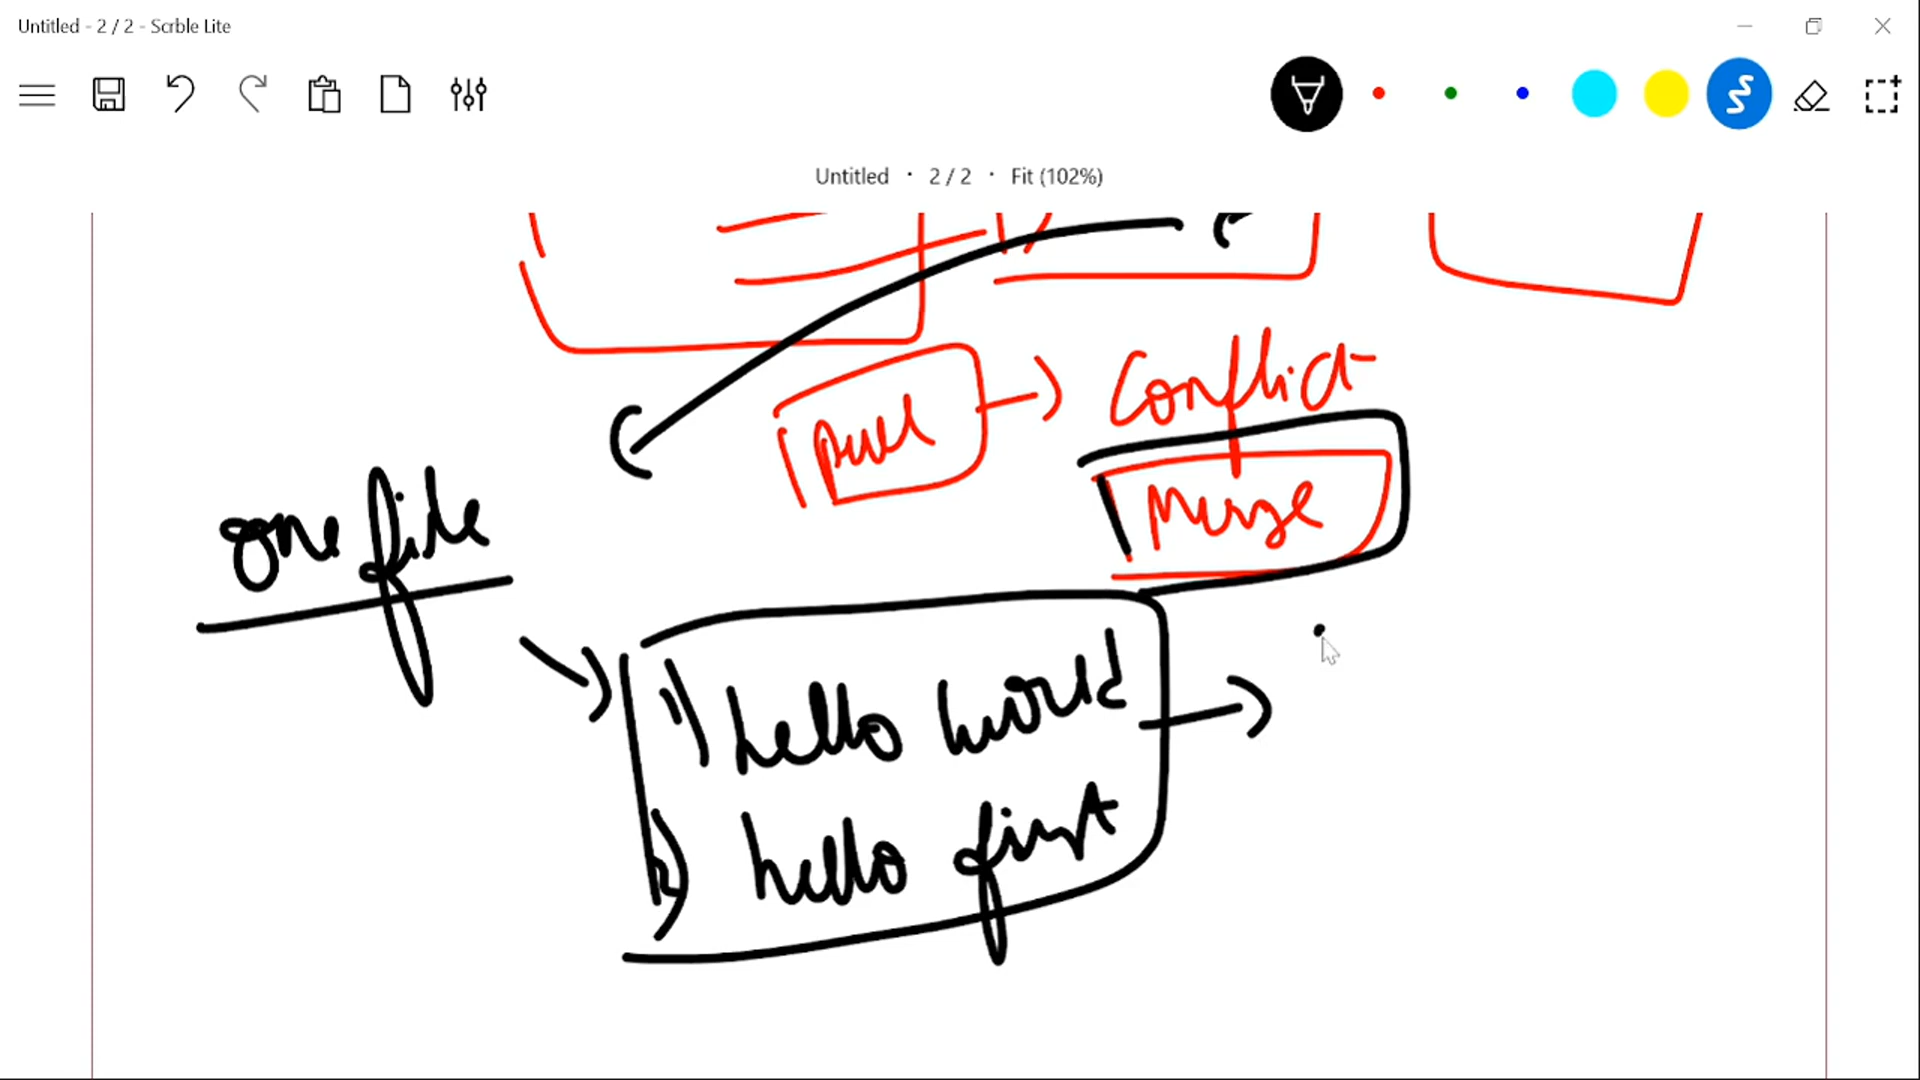 Untitled - 2 / 2 - Scrble Lite
Untitled · 2 / 2 · Fit (102%)
pull
Conflict
Merge
one file
1) hello world
2) hello first